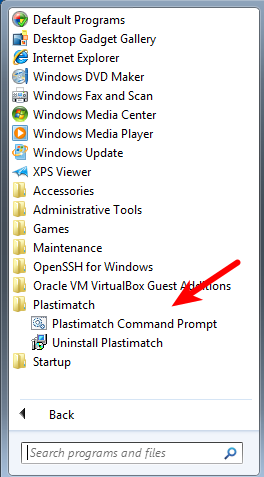 Default Programs
Desktop Gadget Gallery
Internet Explorer
Windows DVD Maker
Windows Fax and Scan
Windows Media Center
Windows Media Player
Windows Update
XPS Viewer
Accessories
Administrative Tools
Games
Maintenance
OpenSSH for Windows
Oracle VM VirtualBox Guest Additions
Plastimatch
Plastimatch Command Prompt
Uninstall Plastimatch
Startup
Back
Search programs and files